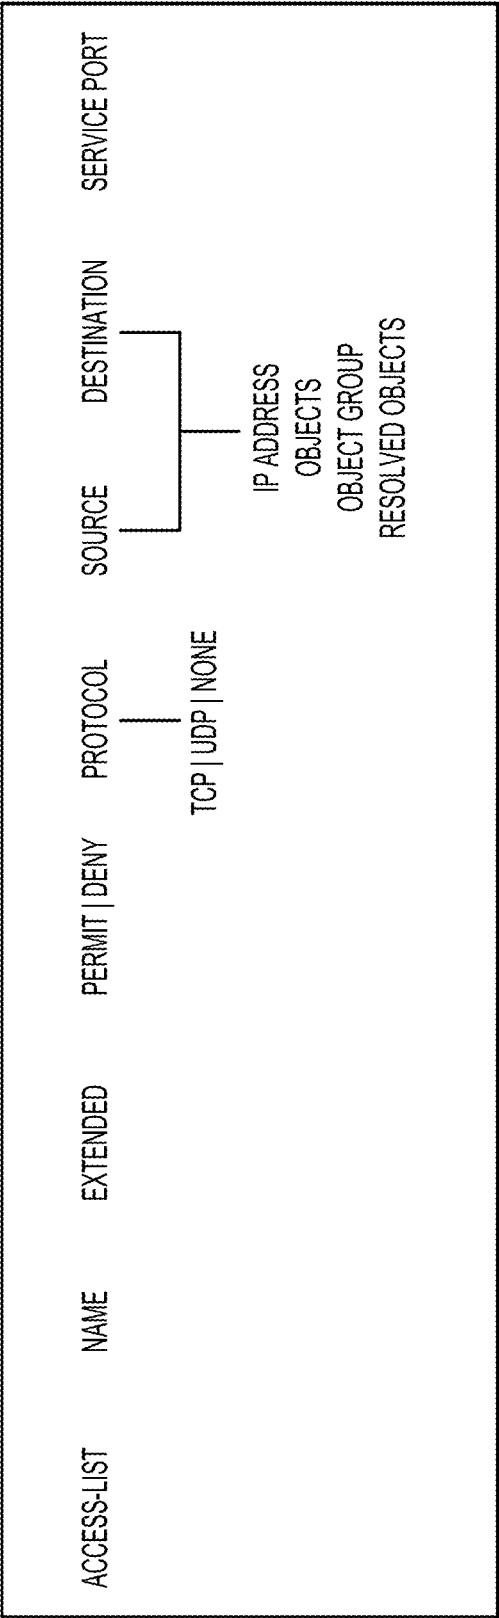 ACCESS-LIST NAME EXTENDED PERMIT | DENY PROTOCOL SOURCE DESTINATION SERVICE PORT
TCP | UDP | NONE
IP ADDRESS
OBJECTS
OBJECT GROUP
RESOLVED OBJECTS